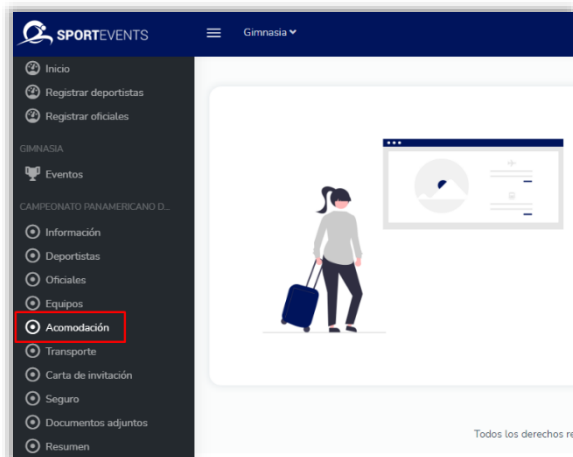 SPORTEVENTS
Gimnasia
Inicio
Registrar deportistas
Registrar oficiales
GIMNASIA
Eventos
CAMPEONATO PANAMERICANO D...
Información
Deportistas
Oficiales
Equipos
Acomodación
Transporte
Carta de invitación
Seguro
Documentos adjuntos
Resumen
Todos los derechos re